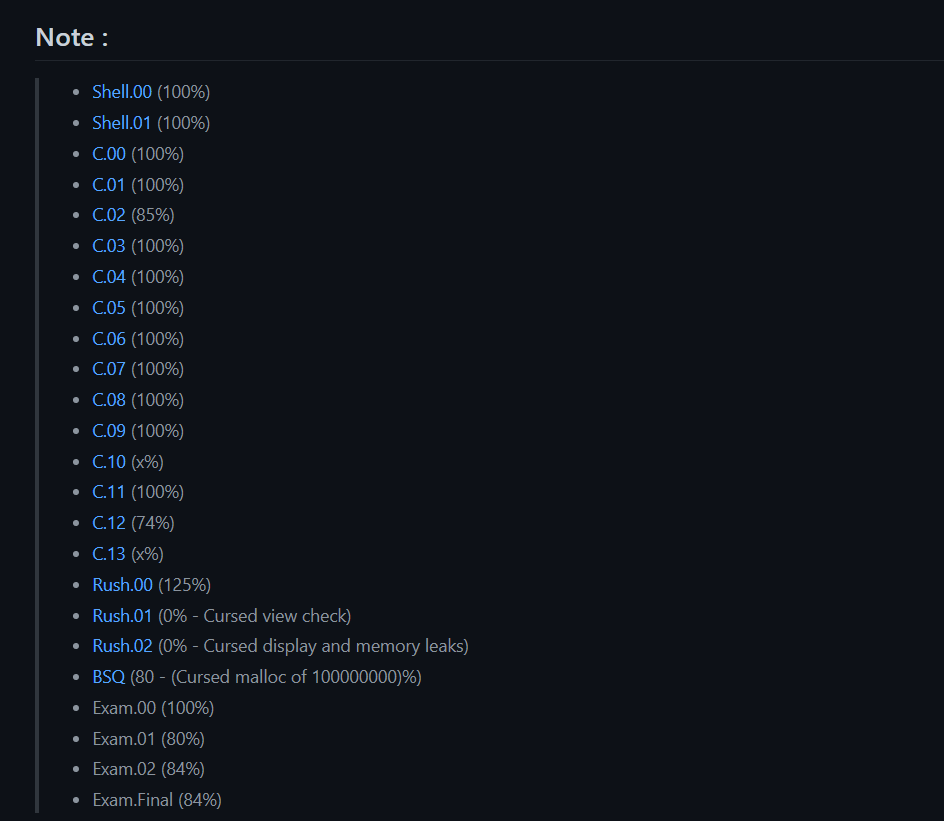 Note :
Shell.00 (100%)
Shell.01 (100%)
C.00 (100%)
C.01 (100%)
C.02 (85%)
C.03 (100%)
C.04 (100%)
C.05 (100%)
C.06 (100%)
C.07 (100%)
C.08 (100%)
C.09 (100%)
C.10 (x%)
C.11 (100%)
C.12 (74%)
C.13 (x%)
Rush.00 (125%)
Rush.01 (0% - Cursed view check)
Rush.02 (0% - Cursed display and memory leaks)
BSQ (80 - (Cursed malloc of 100000000)%)
Exam.00 (100%)
Exam.01 (80%)
Exam.02 (84%)
Exam.Final (84%)